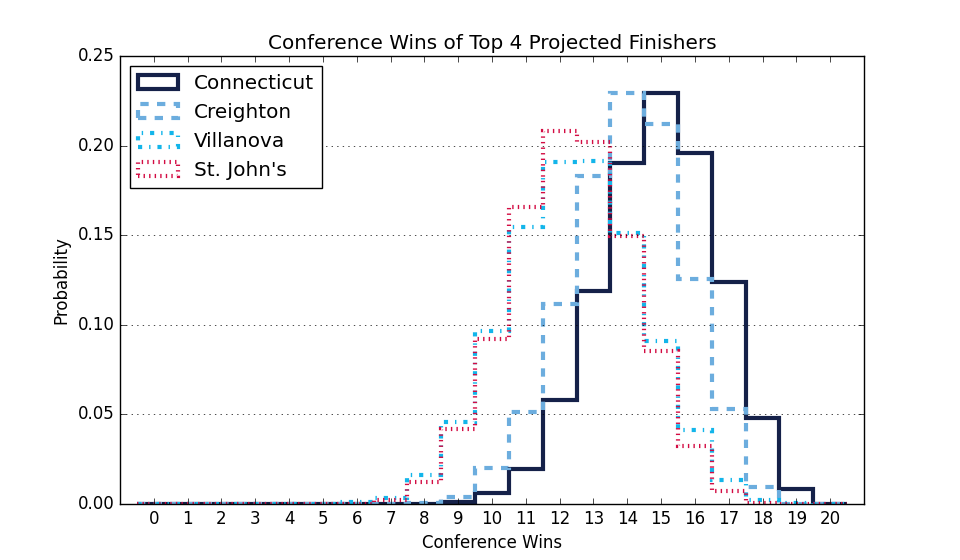 Conference Wins of Top 4 Projected Finishers
Connecticut
Creighton
Villanova
St. John's
Probability
0.25
0.20
0.15
0.10
0.05
0.00
0 1 2 3 4 5 6 7 8 9 10 11 12 13 14 15 16 17 18 19 20
Conference Wins